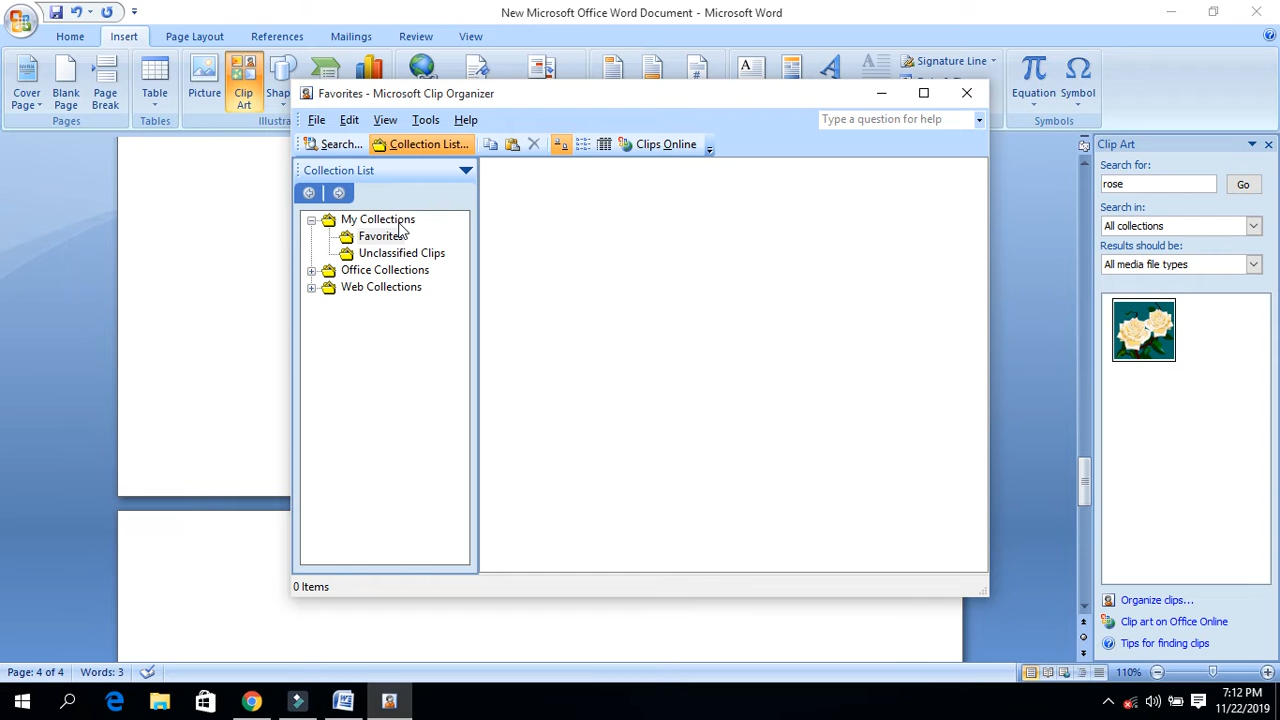 New Microsoft Office Word Document - Microsoft Word
Home Insert Page Layout References Mailings Review View
Cover Page Blank Page Page Break Table Picture Clip Art Signature Line Equation Symbol
Pages Tables Symbols
Favorites - Microsoft Clip Organizer
File Edit View Tools Help
Type a question for help
Search... Collection List... Clips Online
Collection List
My Collections
Favorites
Unclassified Clips
Office Collections
Web Collections
0 Items
Clip Art
Search for:
rose
Go
Search in:
All collections
Results should be:
All media file types
Organize clips...
Clip art on Office Online
Tips for finding clips
Page: 4 of 4 Words: 3
110%
7:12 PM
11/22/2019